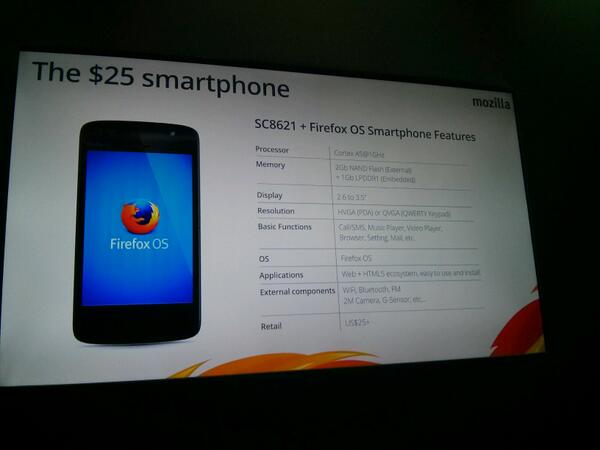 The $25 smartphone
mozilla
SC8621 + Firefox OS Smartphone Features
Processor Cortex A5@1GHz
Memory 2Gb NAND Flash (External)
+ 1Gb LPDDR1 (Embedded)
Display 2.6 to 3.5"
Resolution HVGA (PDA) or QVGA (QWERTY Keypad)
Basic Functions Call/SMS, Music Player, Video Player,
Browser, Setting, Mail, etc.
OS Firefox OS
Applications Web + HTML5 ecosystem, easy to use and install
External components WiFi, Bluetooth, FM
2M Camera, G-Sensor, etc...
Retail US$25+
Firefox OS